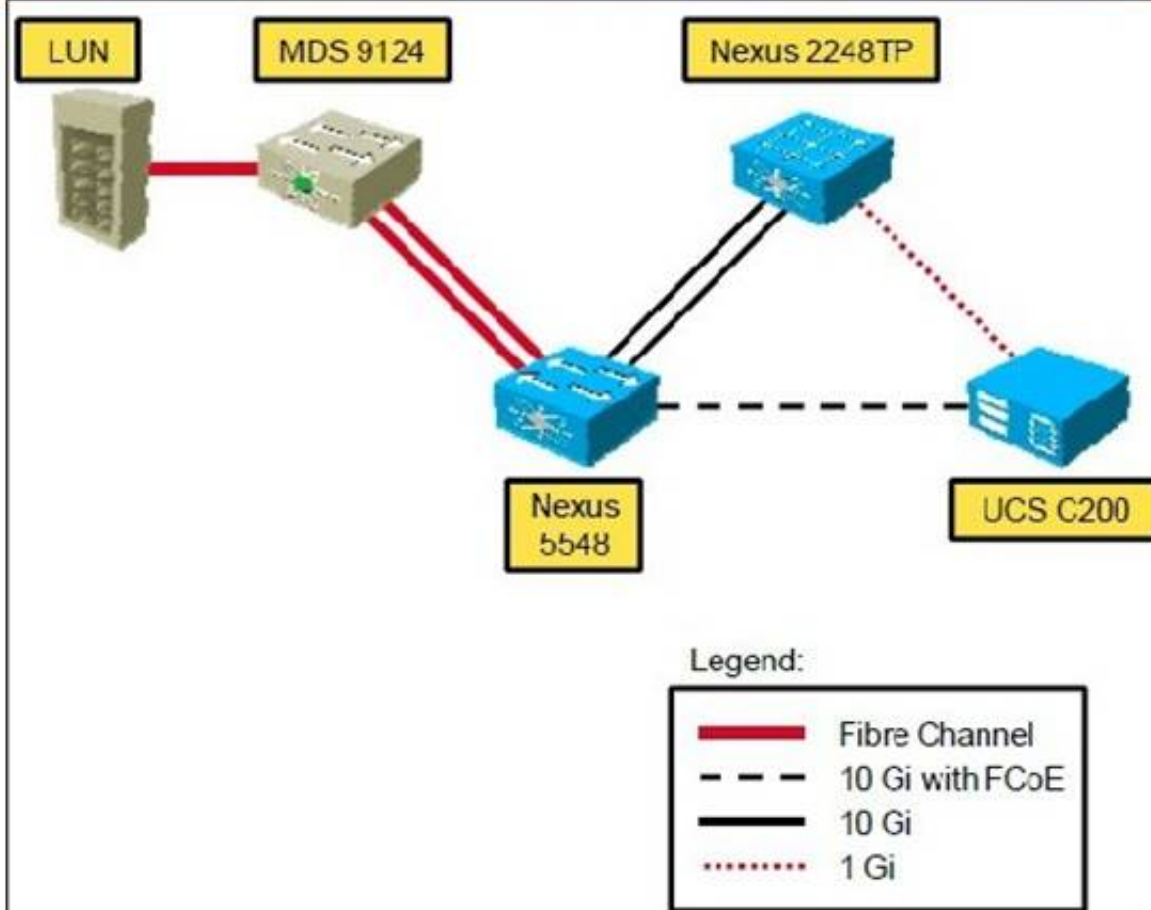 LUN
MDS 9124
Nexus 2248TP
Nexus
5548
UCS C200
Legend:
Fibre Channel
10 Gi with FCoE
10 Gi
1 Gi